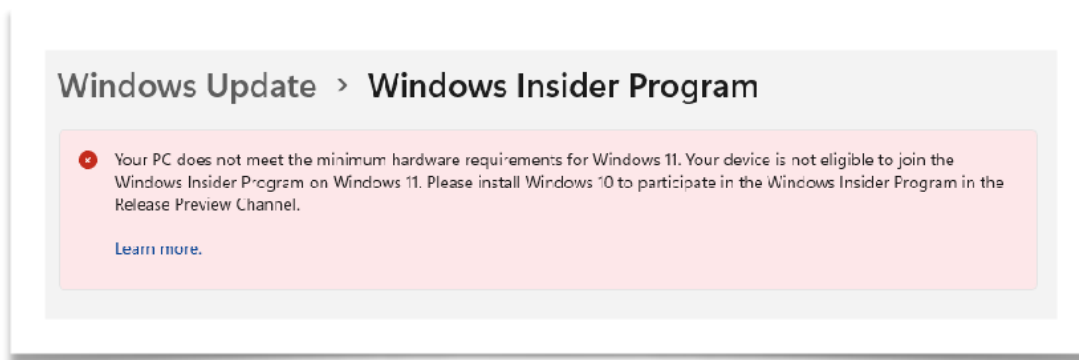 Windows Update > Windows Insider Program
Your PC does not meet the minimum hardware requirements for Windows 11. Your device is not eligible to join the
Windows Insider Program on Windows 11. Please install Windows 10 to participate in the Windows Insider Program in the
Release Preview Channel.
Learn more.